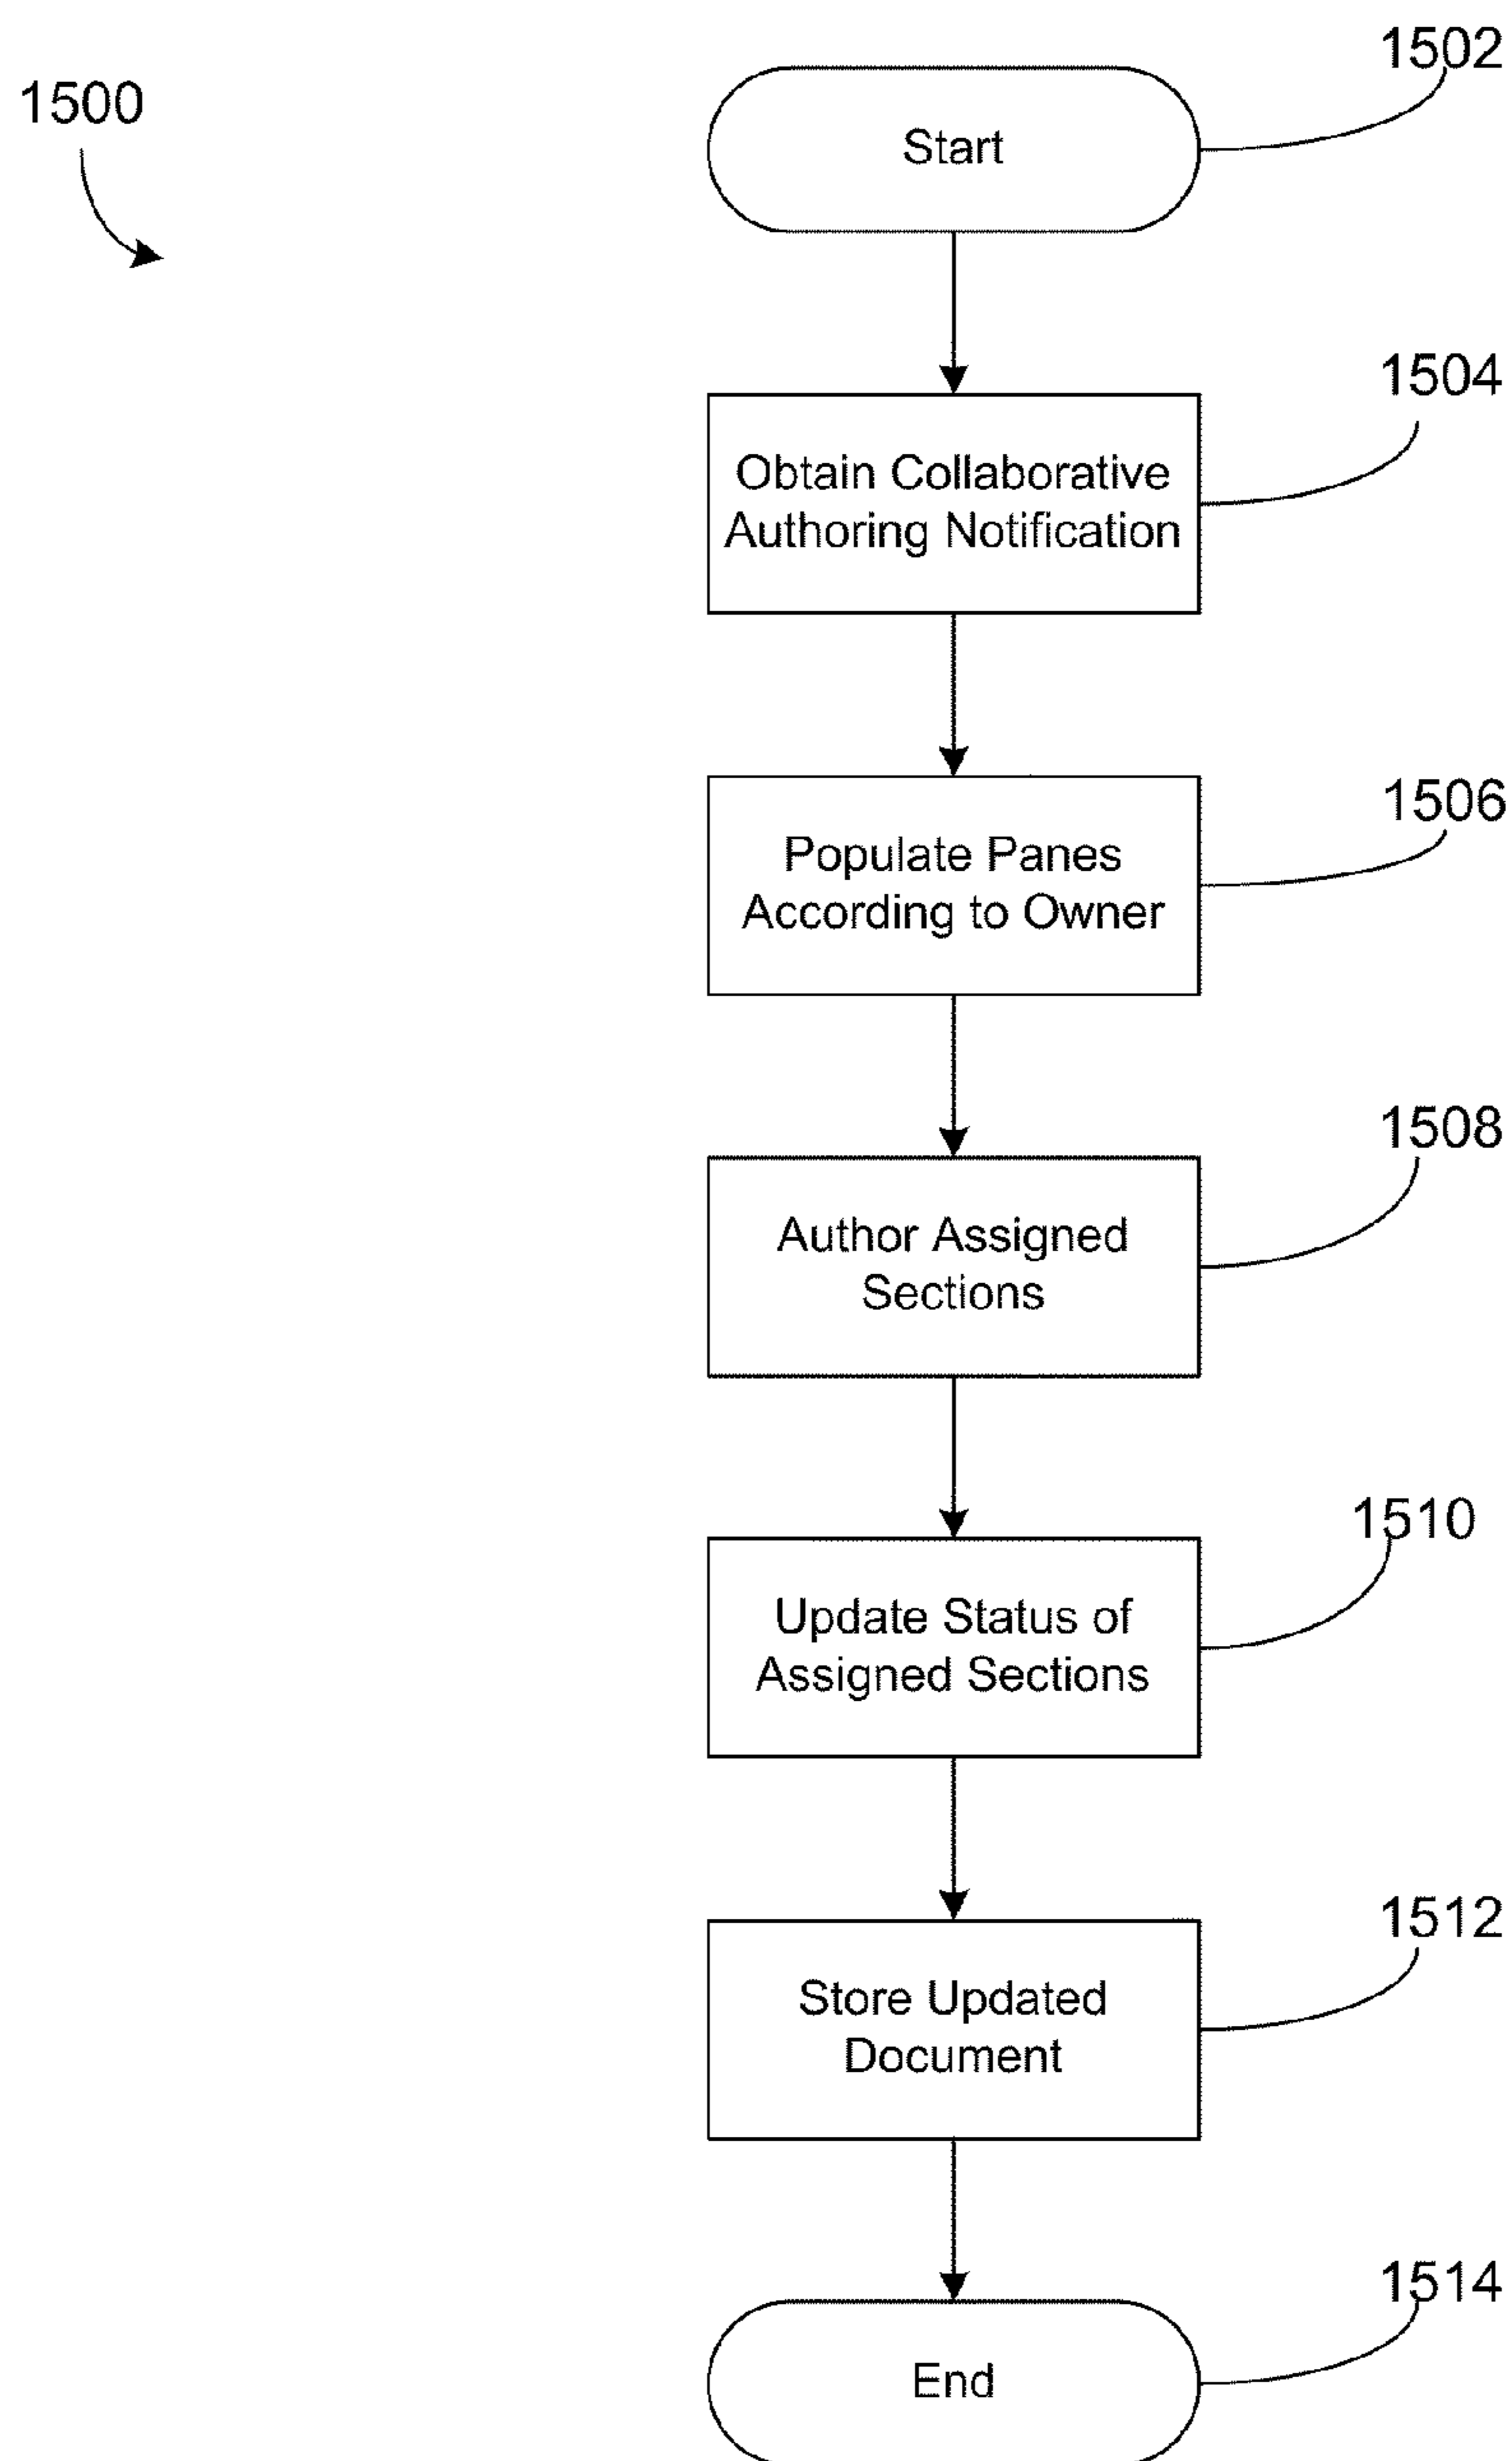 1500
1502
Start
1504
Obtain Collaborative
Authoring Notification
1506
Populate Panes
According to Owner
1508
Author Assigned
Sections
1510
Update Status of
Assigned Sections
1512
Store Updated
Document
1514
End